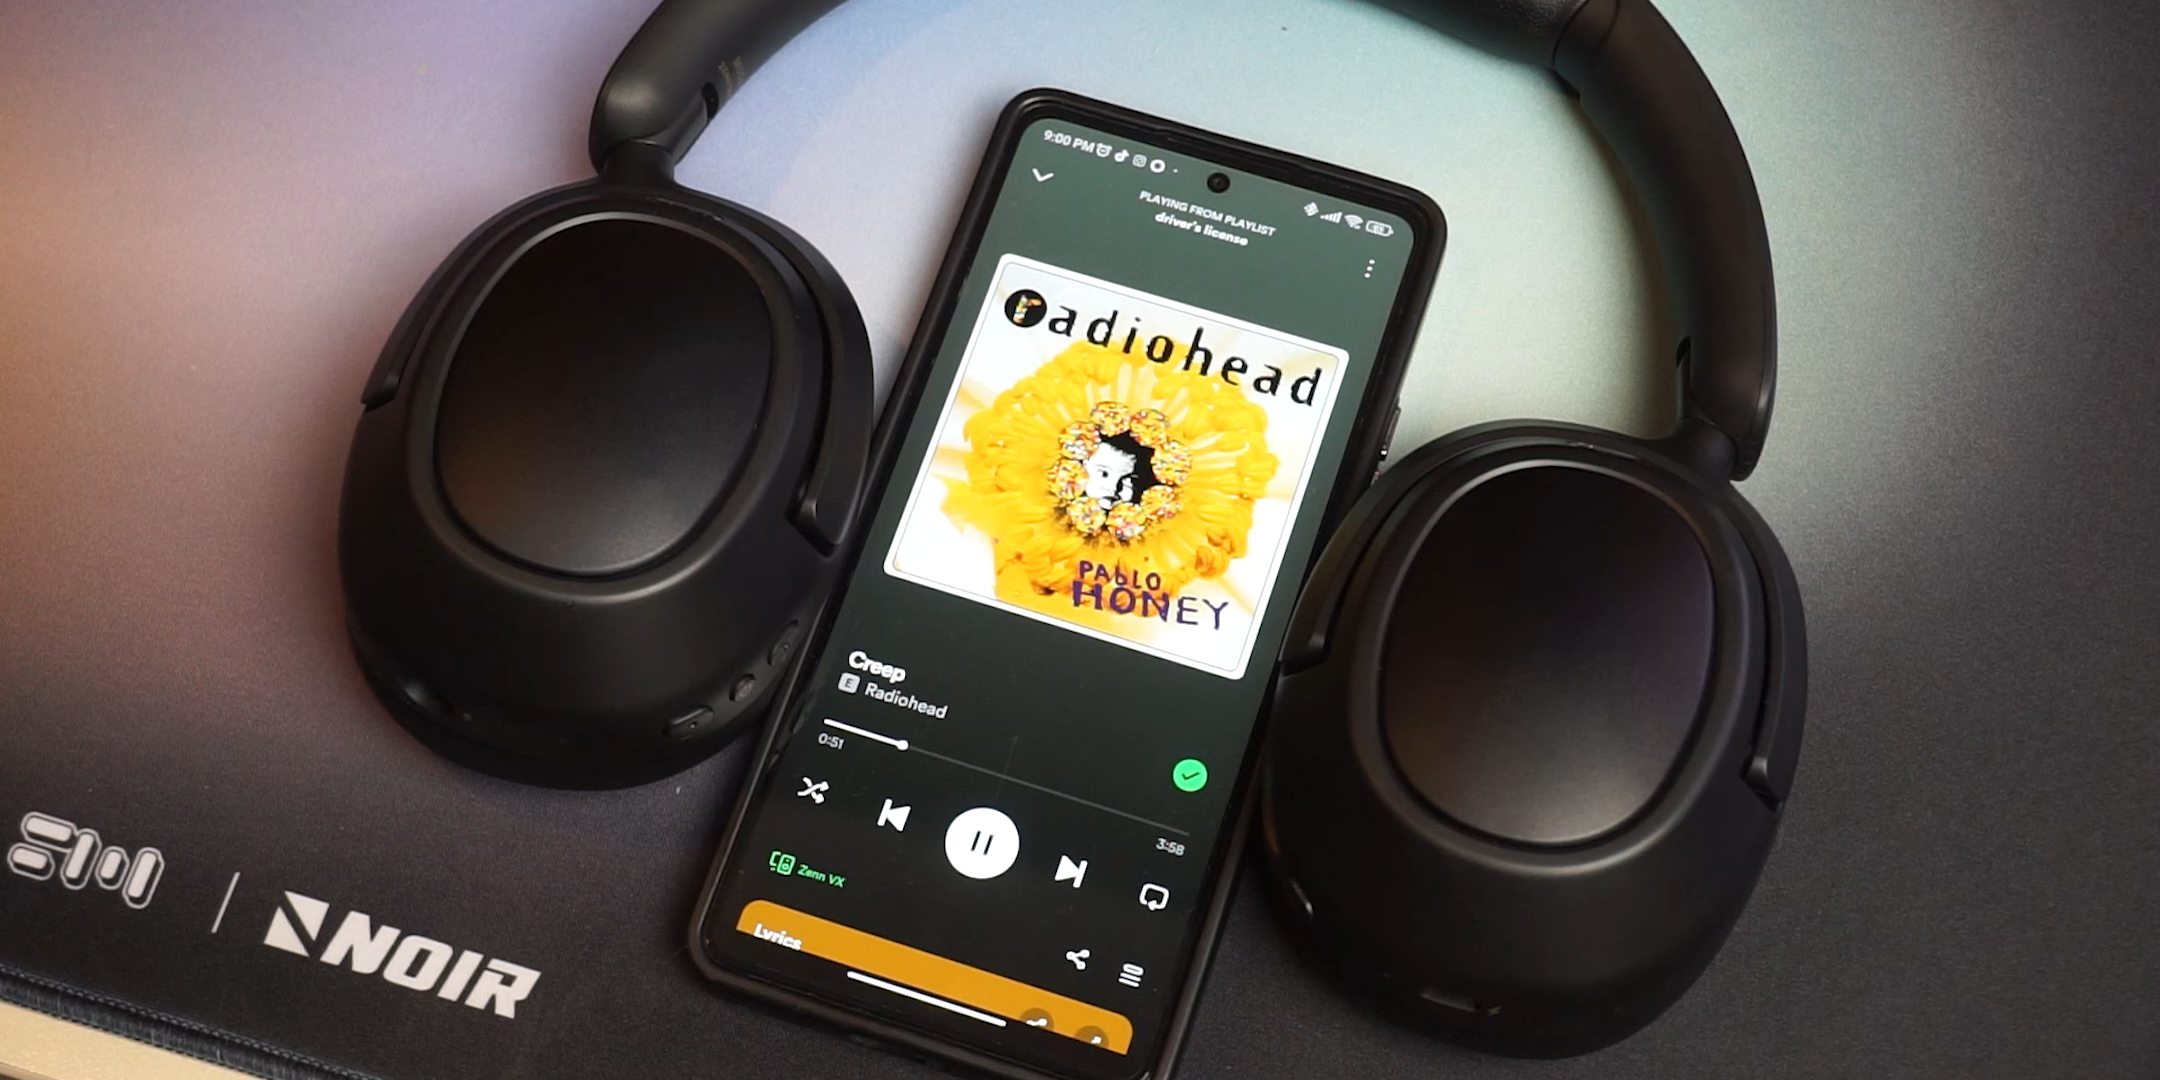 9:00 PM
PLAYING FROM PLAYLIST
driver's license
radiohead
PABLO
HONEY
Creep
E Radiohead
0:51
3:58
Zenn VX
Lyrics
NOIR